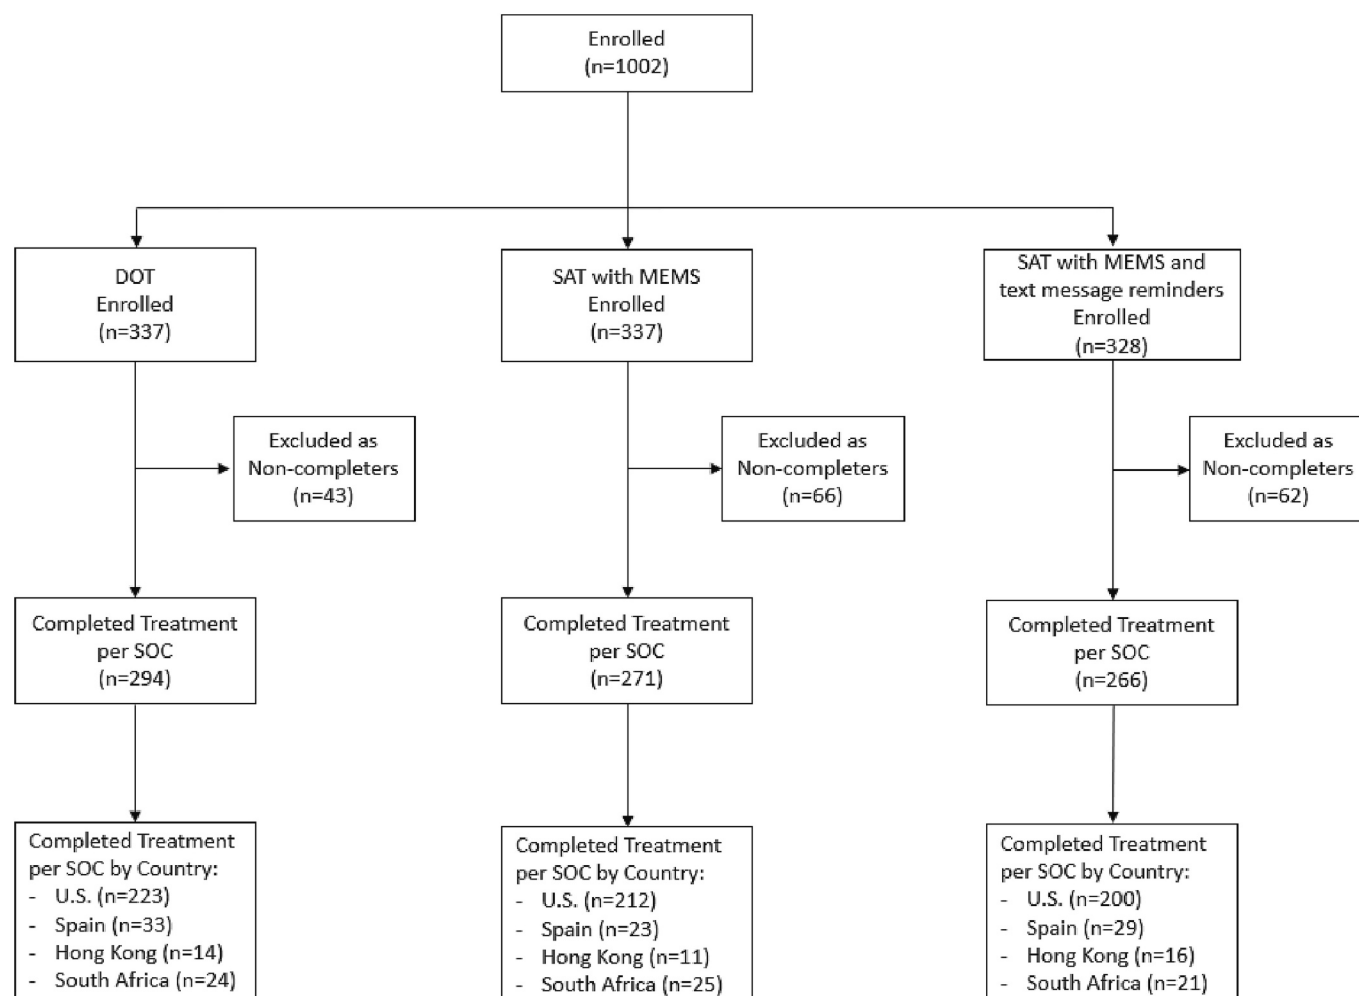 Enrolled
(n=1002)
DOT
Enrolled
(n=337)
SAT with MEMS
Enrolled
(n=337)
SAT with MEMS and
text message reminders
Enrolled
(n=328)
Excluded as
Non-completers
(n=43)
Excluded as
Non-completers
(n=66)
Excluded as
Non-completers
(n=62)
Completed Treatment
per SOC
(n=294)
Completed Treatment
per SOC
(n=271)
Completed Treatment
per SOC
(n=266)
Completed Treatment
per SOC by Country:
- U.S. (n=223)
- Spain (n=33)
- Hong Kong (n=14)
- South Africa (n=24)
Completed Treatment
per SOC by Country:
- U.S. (n=212)
- Spain (n=23)
- Hong Kong (n=11)
- South Africa (n=25)
Completed Treatment
per SOC by Country:
- U.S. (n=200)
- Spain (n=29)
- Hong Kong (n=16)
- South Africa (n=21)